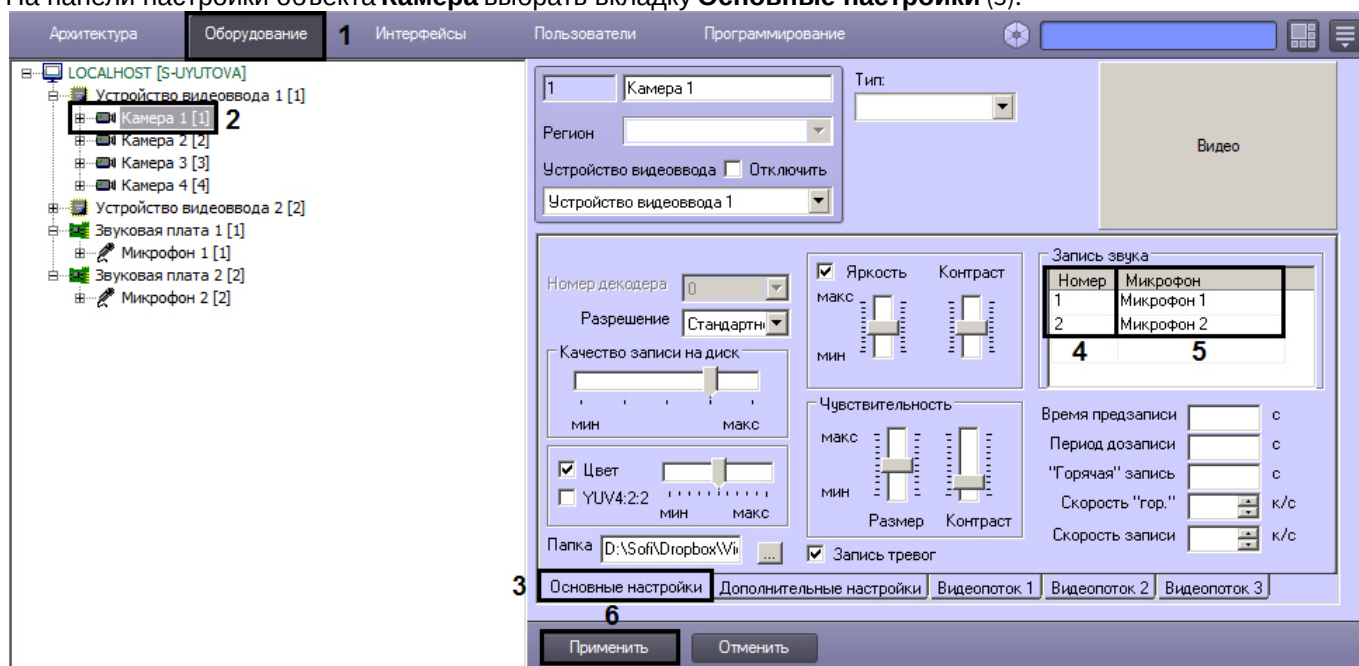 На панели настройки объекта Камера выбрать вкладку Основные настройки (3).
Архитектура Оборудование 1 Интерфейсы Пользователи Программирование
LOCALHOST [S-UYUTOVA]
Устройство видеоввода 1 [1]
Камера 1 [1] 2
Камера 2 [2]
Камера 3 [3]
Камера 4 [4]
Устройство видеоввода 2 [2]
Звуковая плата 1 [1]
Микрофон 1 [1]
Звуковая плата 2 [2]
Микрофон 2 [2]
1 Камера 1
Тип:
Регион
Устройство видеоввода Отключить
Устройство видеоввода 1
Видео
Номер декодера 0
Разрешение Стандартн
Качество записи на диск
мин макс
Цвет
YUV4:2:2
мин макс
Папка D:\Sofi\Dropbox\Vi ...
Яркость Контраст
макс
мин
Чувствительность
макс
мин
Размер Контраст
Запись тревог
Запись звука
Номер Микрофон
1 Микрофон 1
2 Микрофон 2
4 5
Время предзаписи с
Период дозаписи с
"Горячая" запись с
Скорость "гор." к/с
Скорость записи к/с
3 Основные настройки Дополнительные настройки Видеопоток 1 Видеопоток 2 Видеопоток 3
6
Применить Отменить